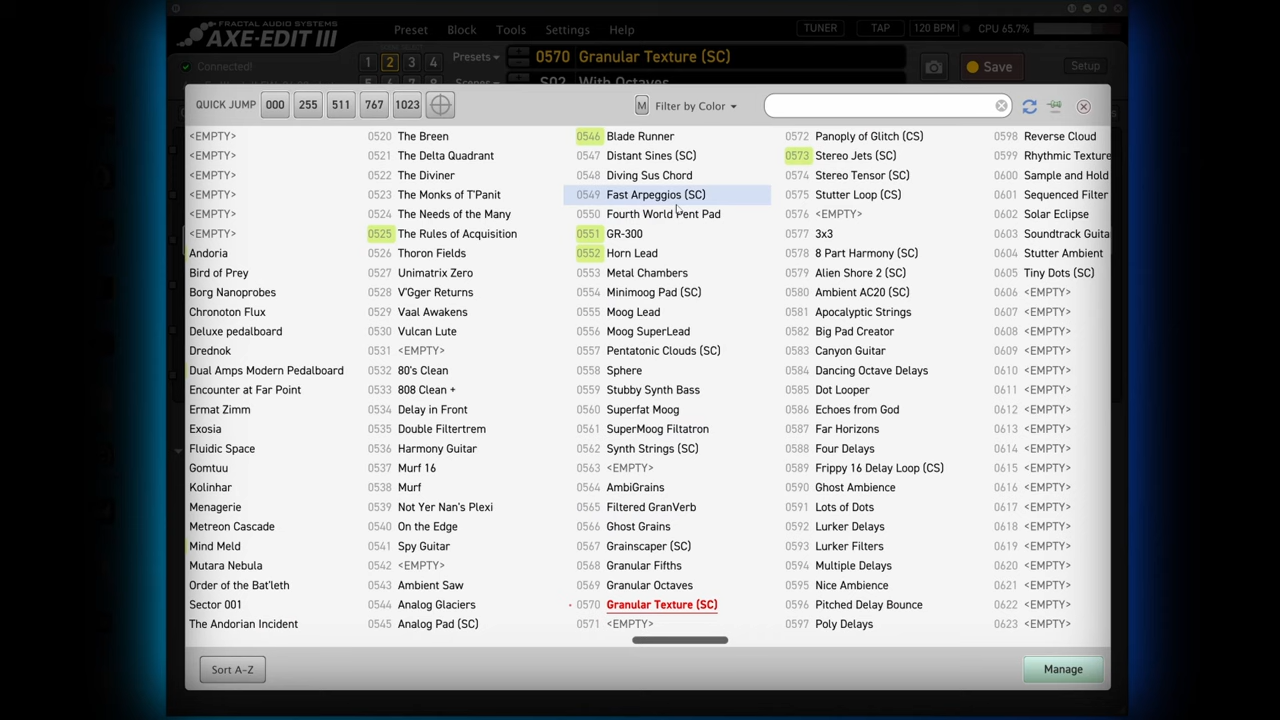 FRACTAL AUDIO SYSTEMS
AXE-EDIT III
Preset Block Tools Settings Help
TUNER TAP 120 BPM CPU 65.7%
Connected!
1 2 3 4
Presets
0570 Granular Texture (SC)
Save
Setup
S02 With Octaves
QUICK JUMP 000 255 511 767 1023
M Filter by Color
<EMPTY>
<EMPTY>
<EMPTY>
<EMPTY>
<EMPTY>
<EMPTY>
Andoria
Bird of Prey
Borg Nanoprobes
Chronoton Flux
Deluxe pedalboard
Drednok
Dual Amps Modern Pedalboard
Encounter at Far Point
Ermat Zimm
Exosia
Fluidic Space
Gomtuu
Kolinhar
Menagerie
Metreon Cascade
Mind Meld
Mutara Nebula
Order of the Bat'leth
Sector 001
The Andorian Incident
0520 The Breen
0521 The Delta Quadrant
0522 The Diviner
0523 The Monks of T'Panit
0524 The Needs of the Many
0525 The Rules of Acquisition
0526 Thoron Fields
0527 Unimatrix Zero
0528 V'Gger Returns
0529 Vaal Awakens
0530 Vulcan Lute
0531 <EMPTY>
0532 80's Clean
0533 808 Clean +
0534 Delay in Front
0535 Double Filtertrem
0536 Harmony Guitar
0537 Murf 16
0538 Murf
0539 Not Yer Nan's Plexi
0540 On the Edge
0541 Spy Guitar
0542 <EMPTY>
0543 Ambient Saw
0544 Analog Glaciers
0545 Analog Pad (SC)
0546 Blade Runner
0547 Distant Sines (SC)
0548 Diving Sus Chord
0549 Fast Arpeggios (SC)
0550 Fourth World Pent Pad
0551 GR-300
0552 Horn Lead
0553 Metal Chambers
0554 Minimoog Pad (SC)
0555 Moog Lead
0556 Moog SuperLead
0557 Pentatonic Clouds (SC)
0558 Sphere
0559 Stubby Synth Bass
0560 Superfat Moog
0561 SuperMoog Filtatron
0562 Synth Strings (SC)
0563 <EMPTY>
0564 AmbiGrains
0565 Filtered GranVerb
0566 Ghost Grains
0567 Grainscaper (SC)
0568 Granular Fifths
0569 Granular Octaves
0570 Granular Texture (SC)
0571 <EMPTY>
0572 Panoply of Glitch (CS)
0573 Stereo Jets (SC)
0574 Stereo Tensor (SC)
0575 Stutter Loop (CS)
0576 <EMPTY>
0577 3x3
0578 8 Part Harmony (SC)
0579 Alien Shore 2 (SC)
0580 Ambient AC20 (SC)
0581 Apocalyptic Strings
0582 Big Pad Creator
0583 Canyon Guitar
0584 Dancing Octave Delays
0585 Dot Looper
0586 Echoes from God
0587 Far Horizons
0588 Four Delays
0589 Frippy 16 Delay Loop (CS)
0590 Ghost Ambience
0591 Lots of Dots
0592 Lurker Delays
0593 Lurker Filters
0594 Multiple Delays
0595 Nice Ambience
0596 Pitched Delay Bounce
0597 Poly Delays
0598 Reverse Cloud
0599 Rhythmic Texture
0600 Sample and Hold
0601 Sequenced Filter
0602 Solar Eclipse
0603 Soundtrack Guita
0604 Stutter Ambient
0605 Tiny Dots (SC)
0606 <EMPTY>
0607 <EMPTY>
0608 <EMPTY>
0609 <EMPTY>
0610 <EMPTY>
0611 <EMPTY>
0612 <EMPTY>
0613 <EMPTY>
0614 <EMPTY>
0615 <EMPTY>
0616 <EMPTY>
0617 <EMPTY>
0618 <EMPTY>
0619 <EMPTY>
0620 <EMPTY>
0621 <EMPTY>
0622 <EMPTY>
0623 <EMPTY>
Sort A-Z
Manage